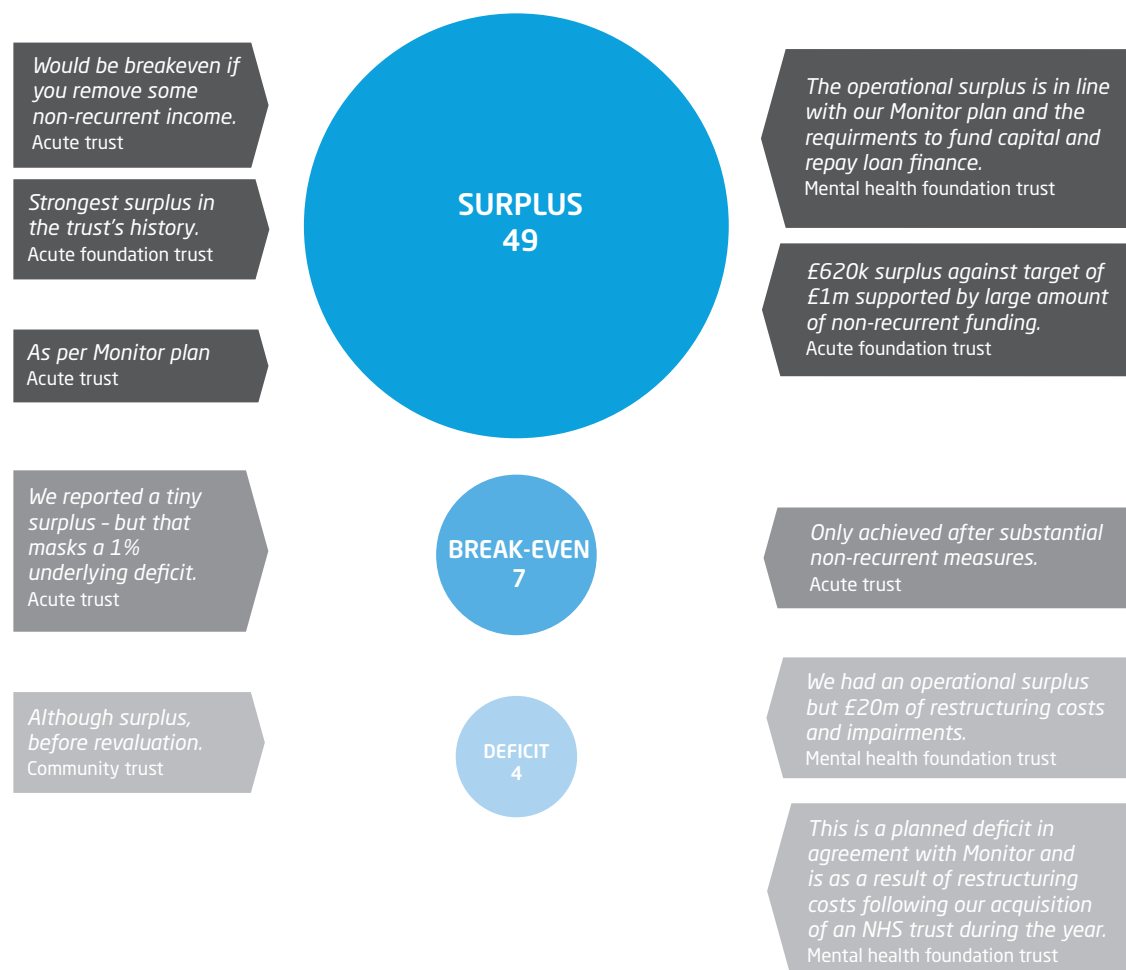 Would be breakeven if
you remove some
non-recurrent income.
Acute trust
Strongest surplus in
the trust's history.
Acute foundation trust
As per Monitor plan
Acute trust
SURPLUS
49
The operational surplus is in line
with our Monitor plan and the
requirments to fund capital and
repay loan finance.
Mental health foundation trust
£620k surplus against target of
£1m supported by large amount
of non-recurrent funding.
Acute foundation trust
We reported a tiny
surplus – but that
masks a 1%
underlying deficit.
Acute trust
BREAK-EVEN
7
Only achieved after substantial
non-recurrent measures.
Acute trust
Although surplus,
before revaluation.
Community trust
DEFICIT
4
We had an operational surplus
but £20m of restructuring costs
and impairments.
Mental health foundation trust
This is a planned deficit in
agreement with Monitor and
is as a result of restructuring
costs following our acquisition
of an NHS trust during the year.
Mental health foundation trust